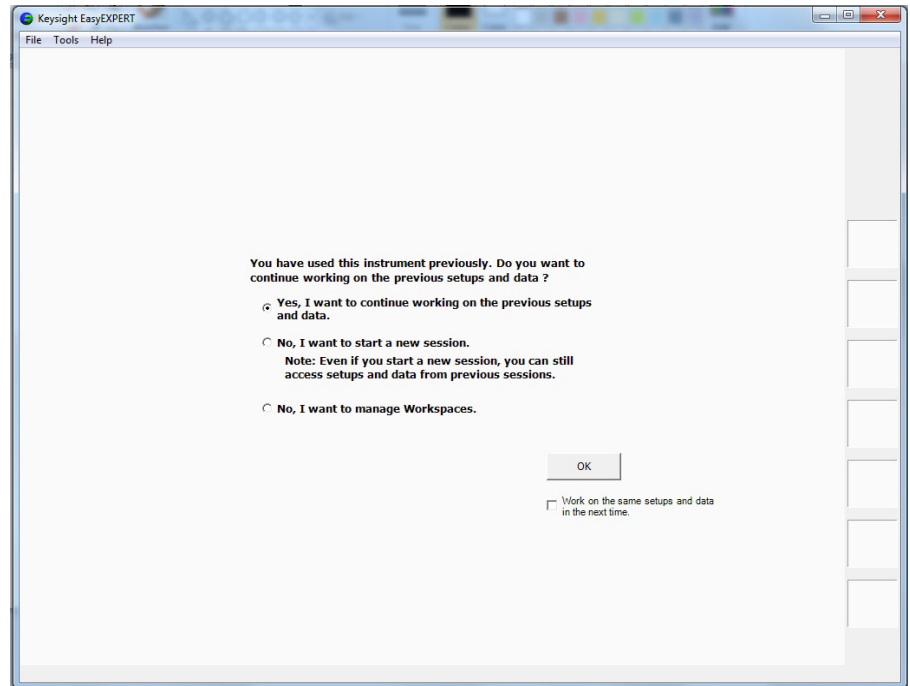 Keysight EasyEXPERT
File Tools Help
You have used this instrument previously. Do you want to
continue working on the previous setups and data ?
Yes, I want to continue working on the previous setups
and data.
No, I want to start a new session.
Note: Even if you start a new session, you can still
access setups and data from previous sessions.
No, I want to manage Workspaces.
OK
Work on the same setups and data
in the next time.